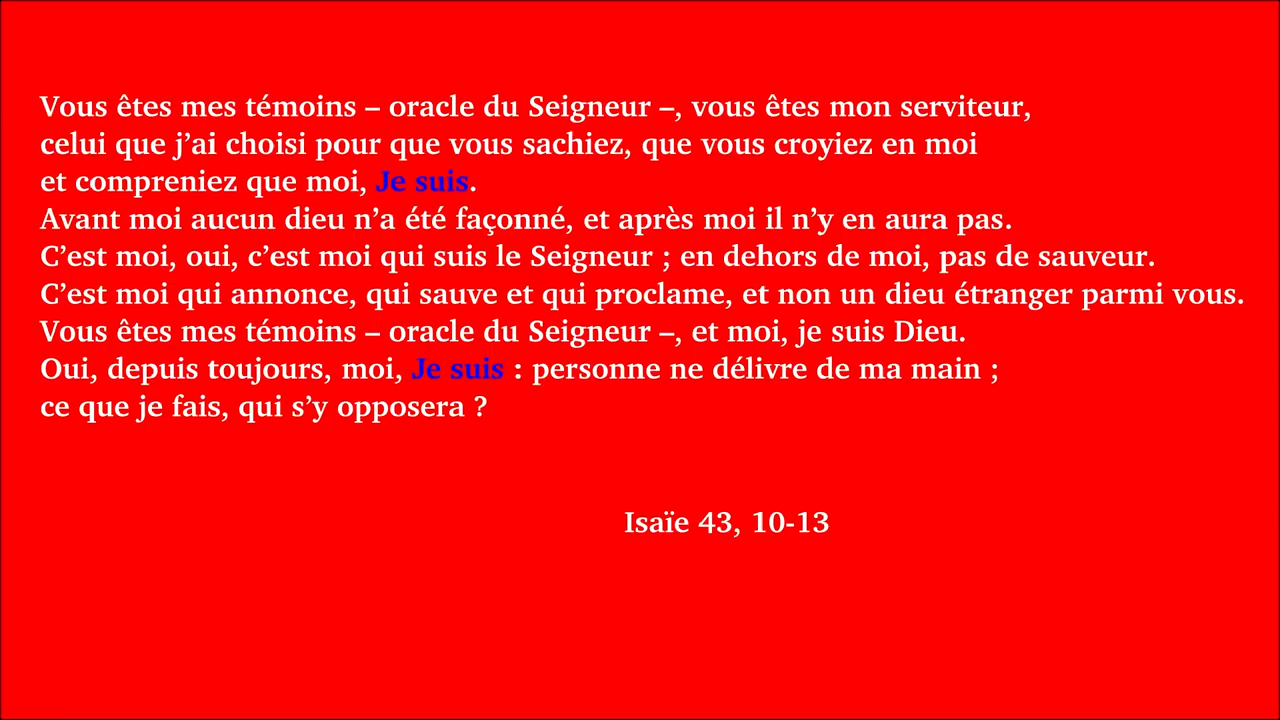 Vous êtes mes témoins – oracle du Seigneur –, vous êtes mon serviteur,
celui que j’ai choisi pour que vous sachiez, que vous croyiez en moi
et compreniez que moi, Je suis.
Avant moi aucun dieu n’a été façonné, et après moi il n’y en aura pas.
C’est moi, oui, c’est moi qui suis le Seigneur ; en dehors de moi, pas de sauveur.
C’est moi qui annonce, qui sauve et qui proclame, et non un dieu étranger parmi vous.
Vous êtes mes témoins – oracle du Seigneur –, et moi, je suis Dieu.
Oui, depuis toujours, moi, Je suis : personne ne délivre de ma main ;
ce que je fais, qui s’y opposera ?
Isaïe 43, 10-13